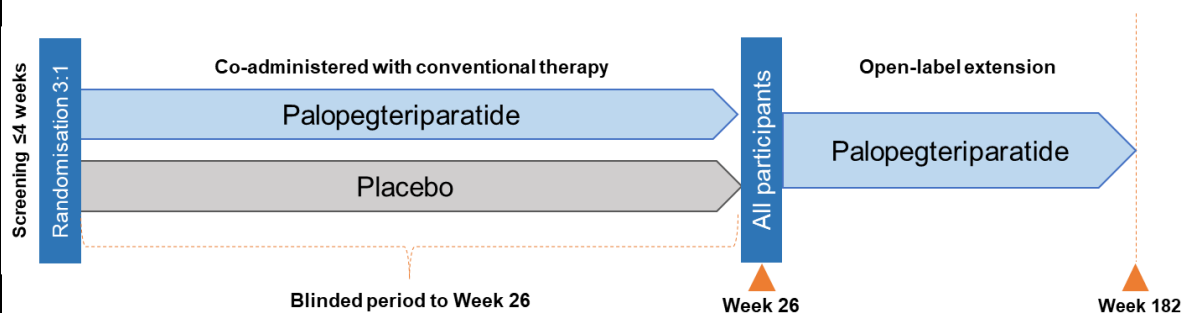 Screening ≤4 weeks
Randomisation 3:1
Co-administered with conventional therapy
Palopegteriparatide
Placebo
Blinded period to Week 26
All participants
Week 26
Open-label extension
Palopegteriparatide
Week 182